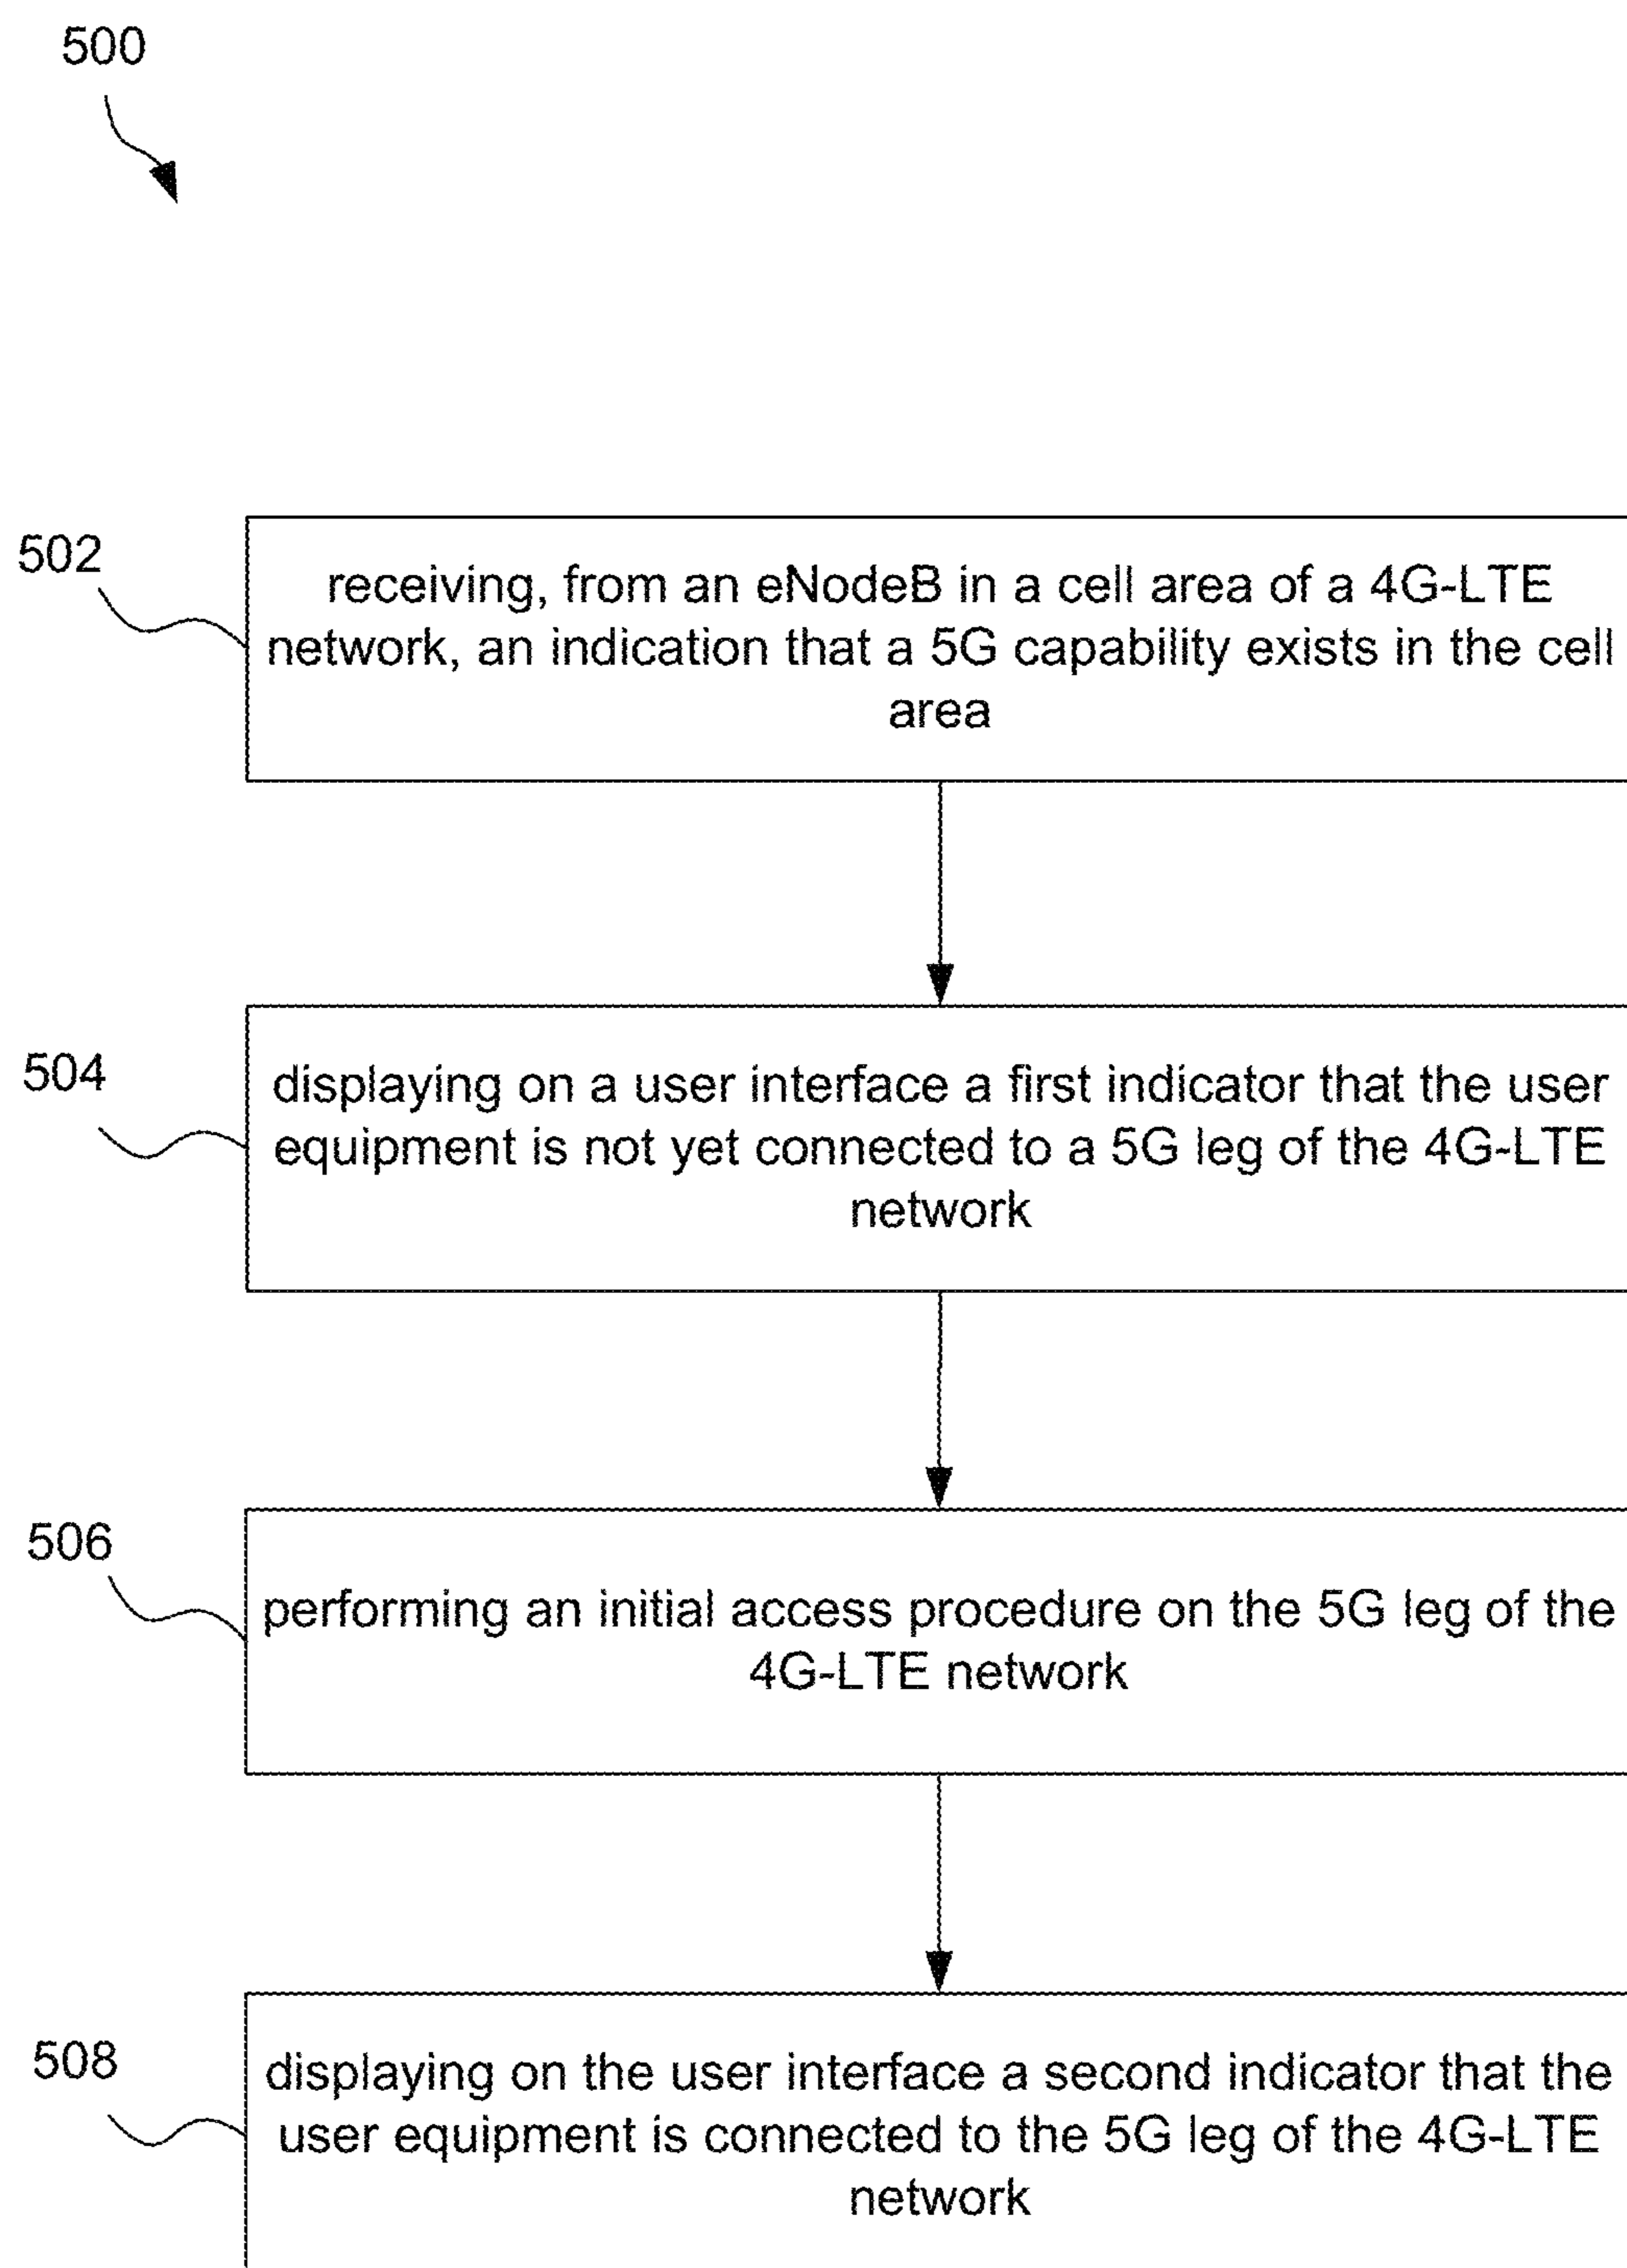 500
502
receiving, from an eNodeB in a cell area of a 4G-LTE
network, an indication that a 5G capability exists in the cell
area
504
displaying on a user interface a first indicator that the user
equipment is not yet connected to a 5G leg of the 4G-LTE
network
506
performing an initial access procedure on the 5G leg of the
4G-LTE network
508
displaying on the user interface a second indicator that the
user equipment is connected to the 5G leg of the 4G-LTE
network